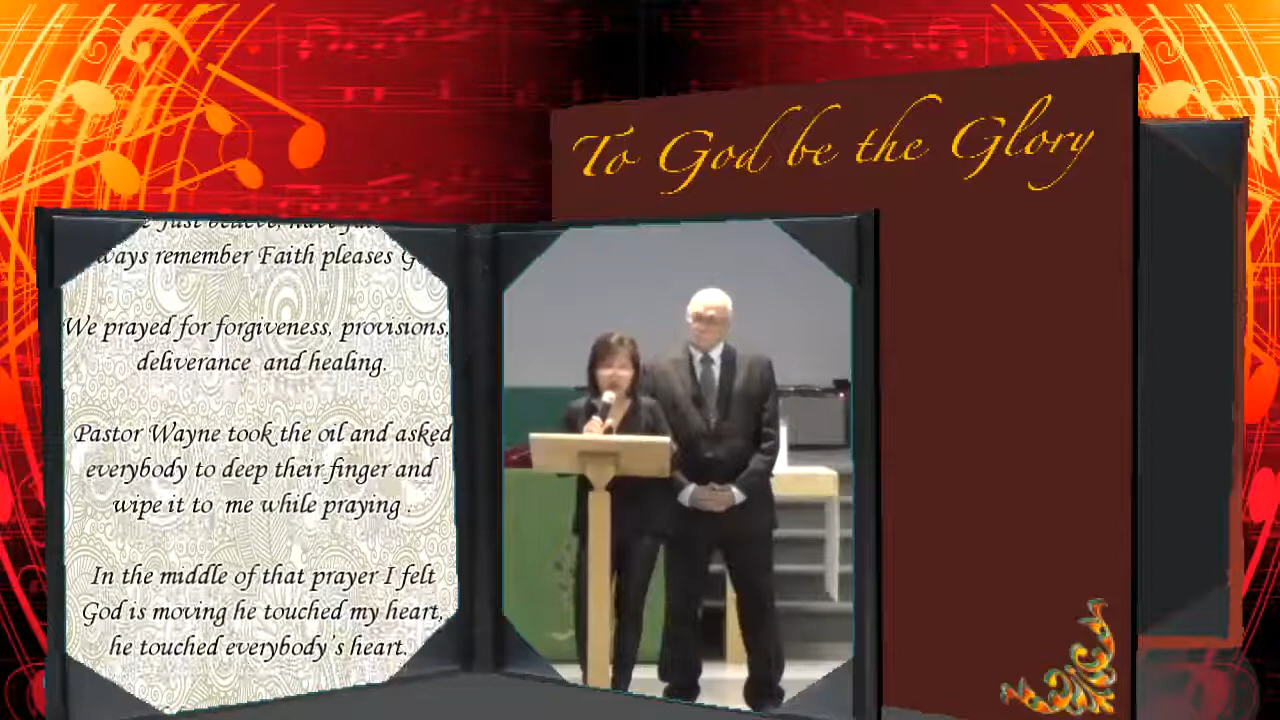 To God be the Glory
ways remember Faith pleases G
We prayed for forgiveness, provisions,
deliverance and healing.
Pastor Wayne took the oil and asked
everybody to deep their finger and
wipe it to me while praying .
In the middle of that prayer I felt
God is moving he touched my heart,
he touched everybody's heart.